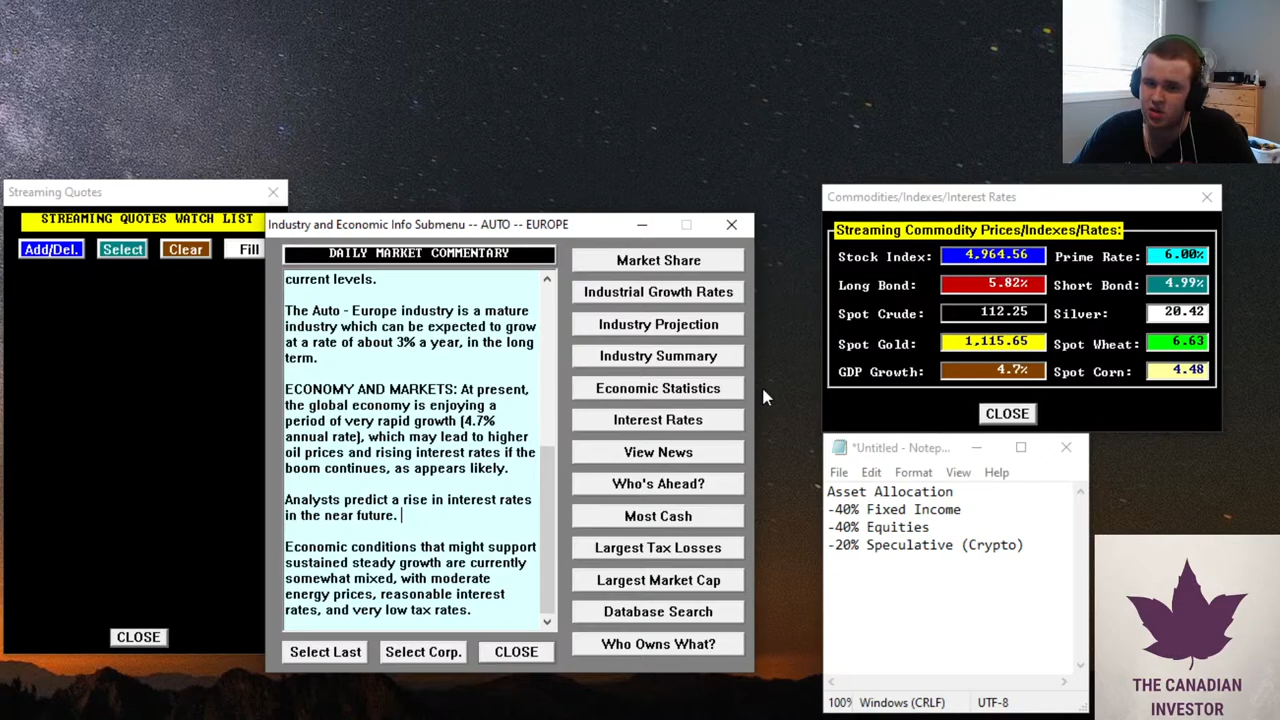 Streaming Quotes
STREAMING QUOTES WATCH LIST
Add/Del. Select Clear Fill
CLOSE
Industry and Economic Info Submenu -- AUTO -- EUROPE
DAILY MARKET COMMENTARY
current levels.
The Auto - Europe industry is a mature
industry which can be expected to grow
at a rate of about 3% a year, in the long
term.
ECONOMY AND MARKETS: At present,
the global economy is enjoying a
period of very rapid growth (4.7%
annual rate), which may lead to higher
oil prices and rising interest rates if the
boom continues, as appears likely.
Analysts predict a rise in interest rates
in the near future.
Economic conditions that might support
sustained steady growth are currently
somewhat mixed, with moderate
energy prices, reasonable interest
rates, and very low tax rates.
Select Last Select Corp. CLOSE
Market Share
Industrial Growth Rates
Industry Projection
Industry Summary
Economic Statistics
Interest Rates
View News
Who's Ahead?
Most Cash
Largest Tax Losses
Largest Market Cap
Database Search
Who Owns What?
Commodities/Indexes/Interest Rates
Streaming Commodity Prices/Indexes/Rates:
Stock Index: 4,964.56 Prime Rate: 6.00%
Long Bond: 5.82% Short Bond: 4.99%
Spot Crude: 112.25 Silver: 20.42
Spot Gold: 1,115.65 Spot Wheat: 6.63
GDP Growth: 4.7% Spot Corn: 4.48
CLOSE
*Untitled - Notep...
File Edit Format View Help
Asset Allocation
-40% Fixed Income
-40% Equities
-20% Speculative (Crypto)
100% Windows (CRLF) UTF-8
THE CANADIAN
INVESTOR